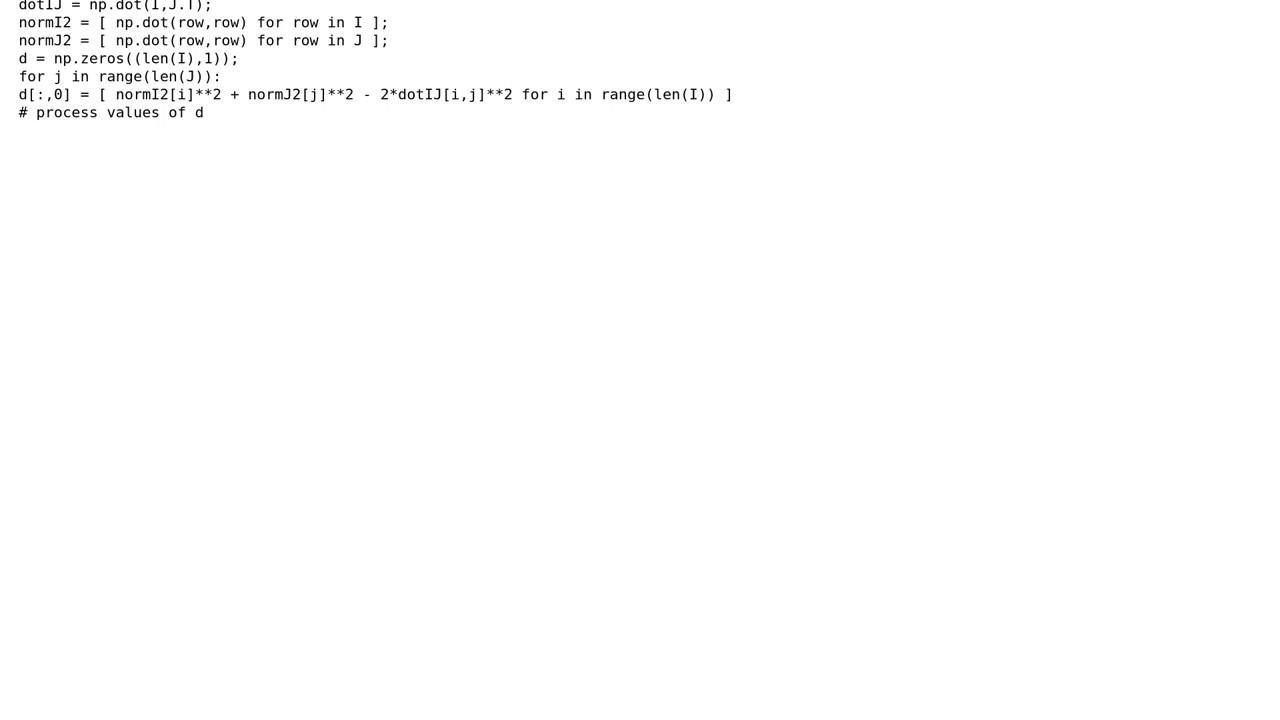 dotIJ = np.dot(I,J.T);
normI2 = [ np.dot(row,row) for row in I ];
normJ2 = [ np.dot(row,row) for row in J ];
d = np.zeros((len(I),1));
for j in range(len(J)):
d[:,0] = [ normI2[i]**2 + normJ2[j]**2 - 2*dotIJ[i,j]**2 for i in range(len(I)) ]
# process values of d